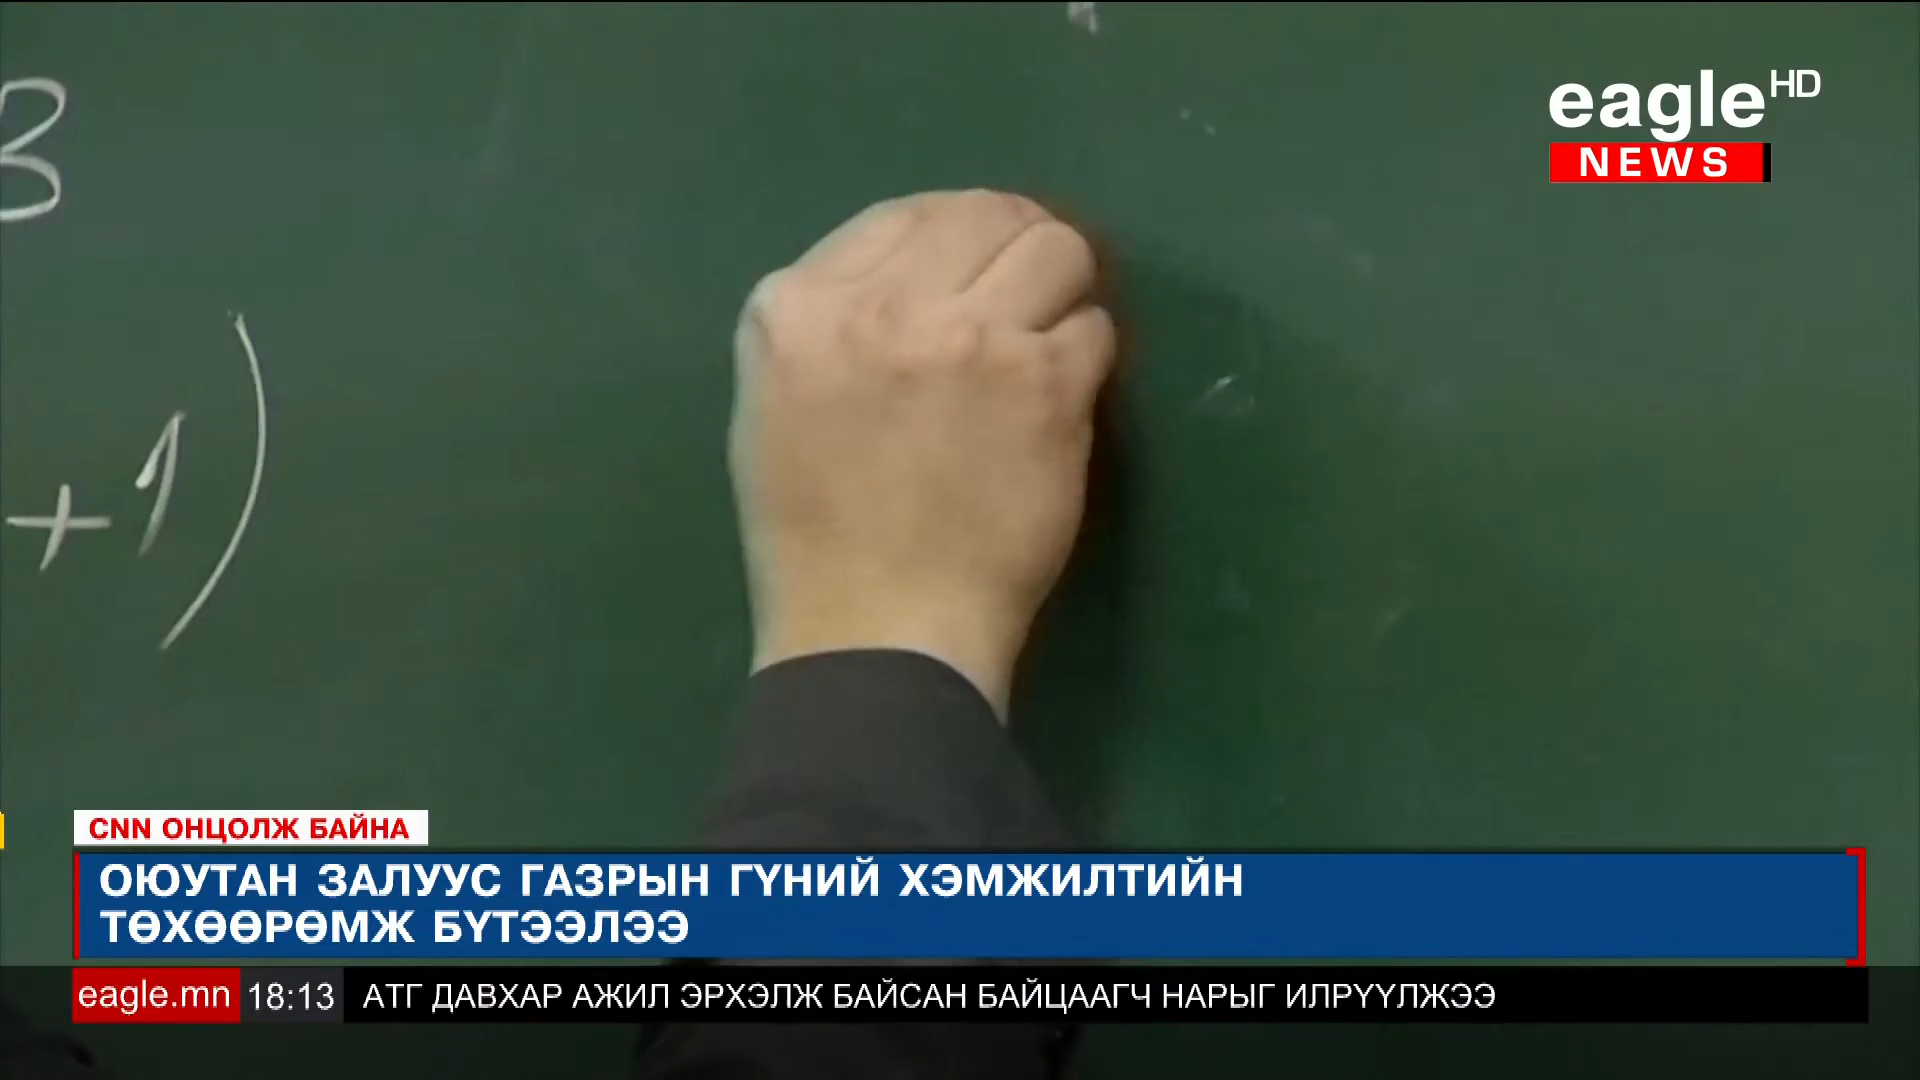 3
+1)
eagle HD
NEWS
CNN ОНЦОЛЖ БАЙНА
ОЮУТАН ЗАЛУУС ГАЗРЫН ГҮНИЙ ХЭМЖИЛТИЙН
ТӨХӨӨРӨМЖ БҮТЭЭЛЭЭ
eagle.mn 18:13 АТГ ДАВХАР АЖИЛ ЭРХЭЛЖ БАЙСАН БАЙЦААГЧ НАРЫГ ИЛРҮҮЛЖЭЭ